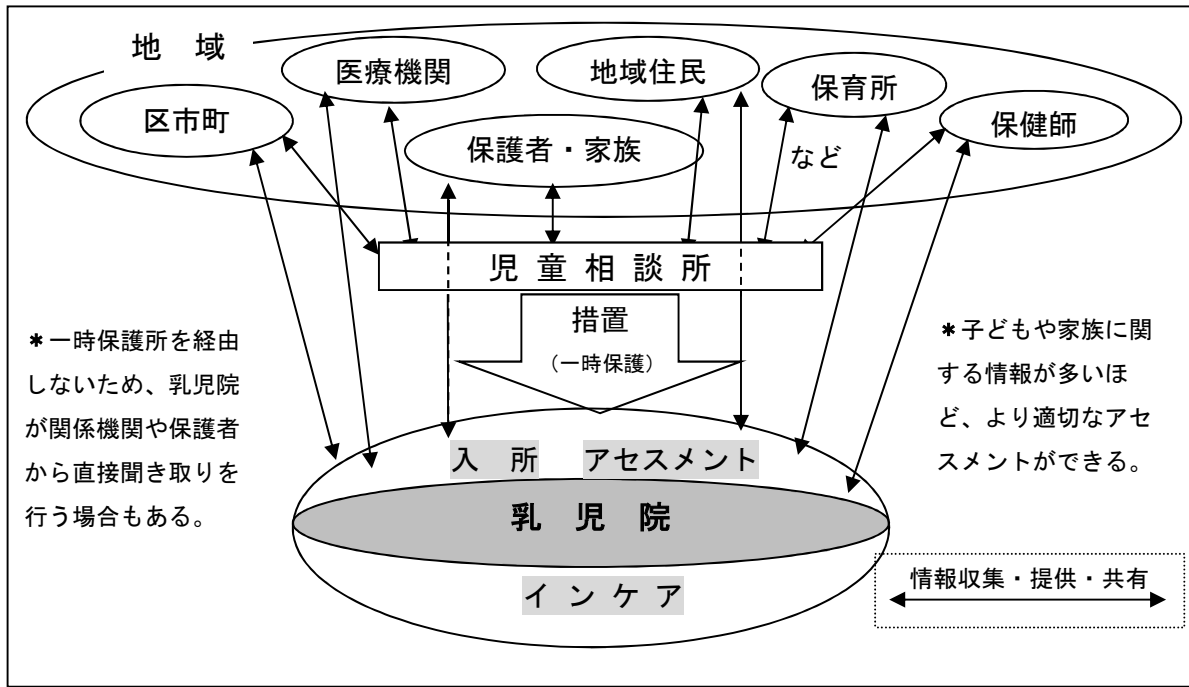 地 域
医療機関
地域住民
保育所
区市町
保健師
保護者・家族
など
児 童 相 談 所
措置
(一時保護)
＊一時保護所を経由
しないため、乳児院
が関係機関や保護者
から直接聞き取りを
行う場合もある。
＊子どもや家族に関
する情報が多いほ
ど、より適切なアセ
スメントができる。
入 所 アセスメント
乳 児 院
イ ン ケ ア
情報収集・提供・共有